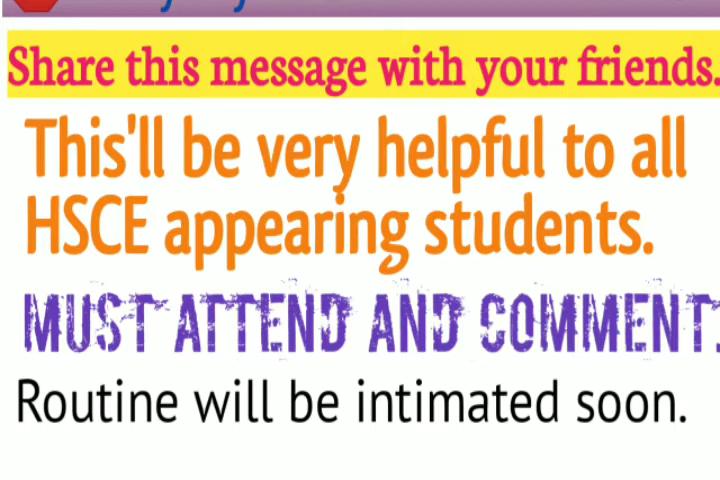 Share this message with your friends.
This'll be very helpful to all
HSCE appearing students.
MUST ATTEND AND COMMENT.
Routine will be intimated soon.